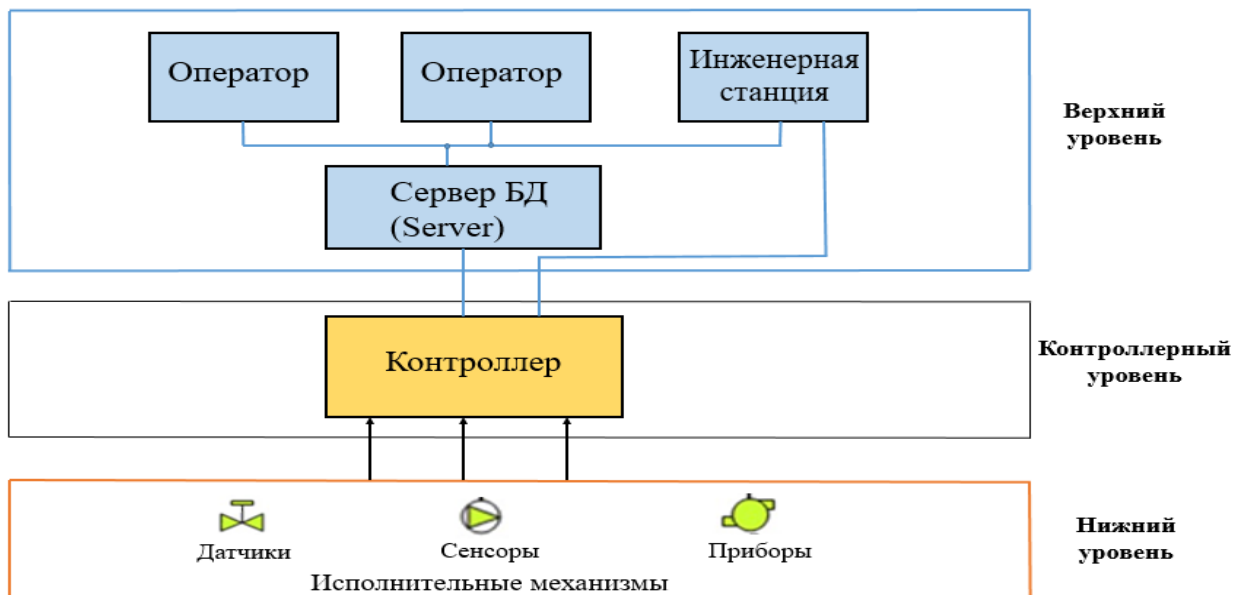 Оператор
Оператор
Инженерная
станция
Верхний
уровень
Сервер БД
(Server)
Контроллер
Контроллерный
уровень
Датчики
Сенсоры
Приборы
Исполнительные механизмы
Нижний
уровень